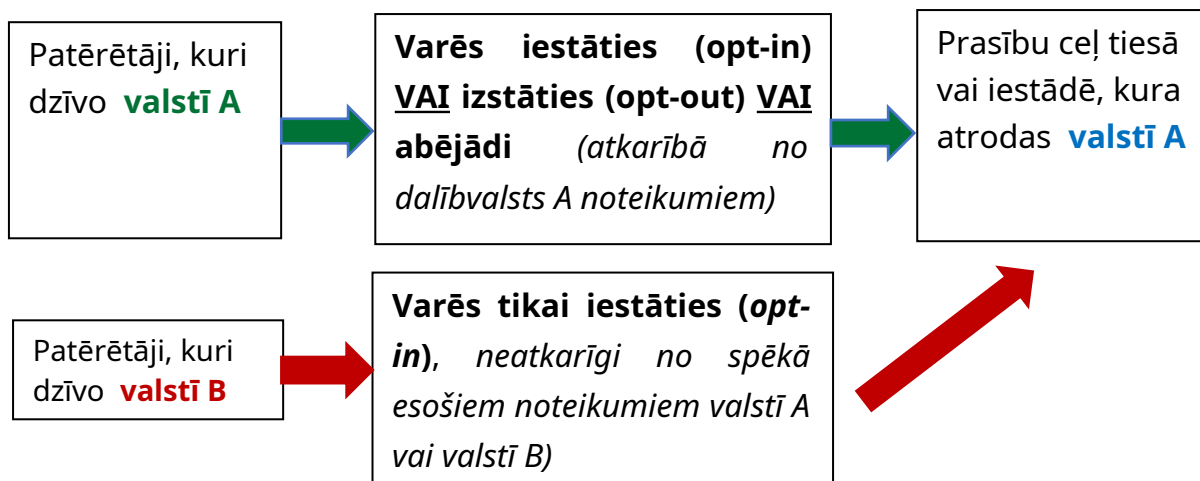 Patērētāji, kuri
dzīvo valstī A
Varēs iestāties (opt-in)
VAI izstāties (opt-out) VAI
abējādi (atkarībā no
dalībvalsts A noteikumiem)
Prasību ceļ tiesā
vai iestādē, kura
atrodas valstī A
Patērētāji, kuri
dzīvo valstī B
Varēs tikai iestāties (opt-
in), neatkarīgi no spēkā
esošiem noteikumiem valstī A
vai valstī B)